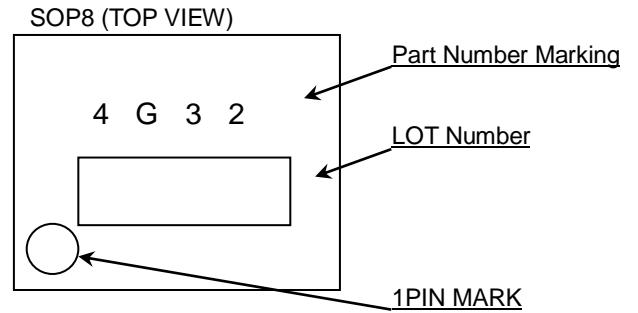 SOP8 (TOP VIEW)
Part Number Marking
4 G 3 2
LOT Number
1PIN MARK